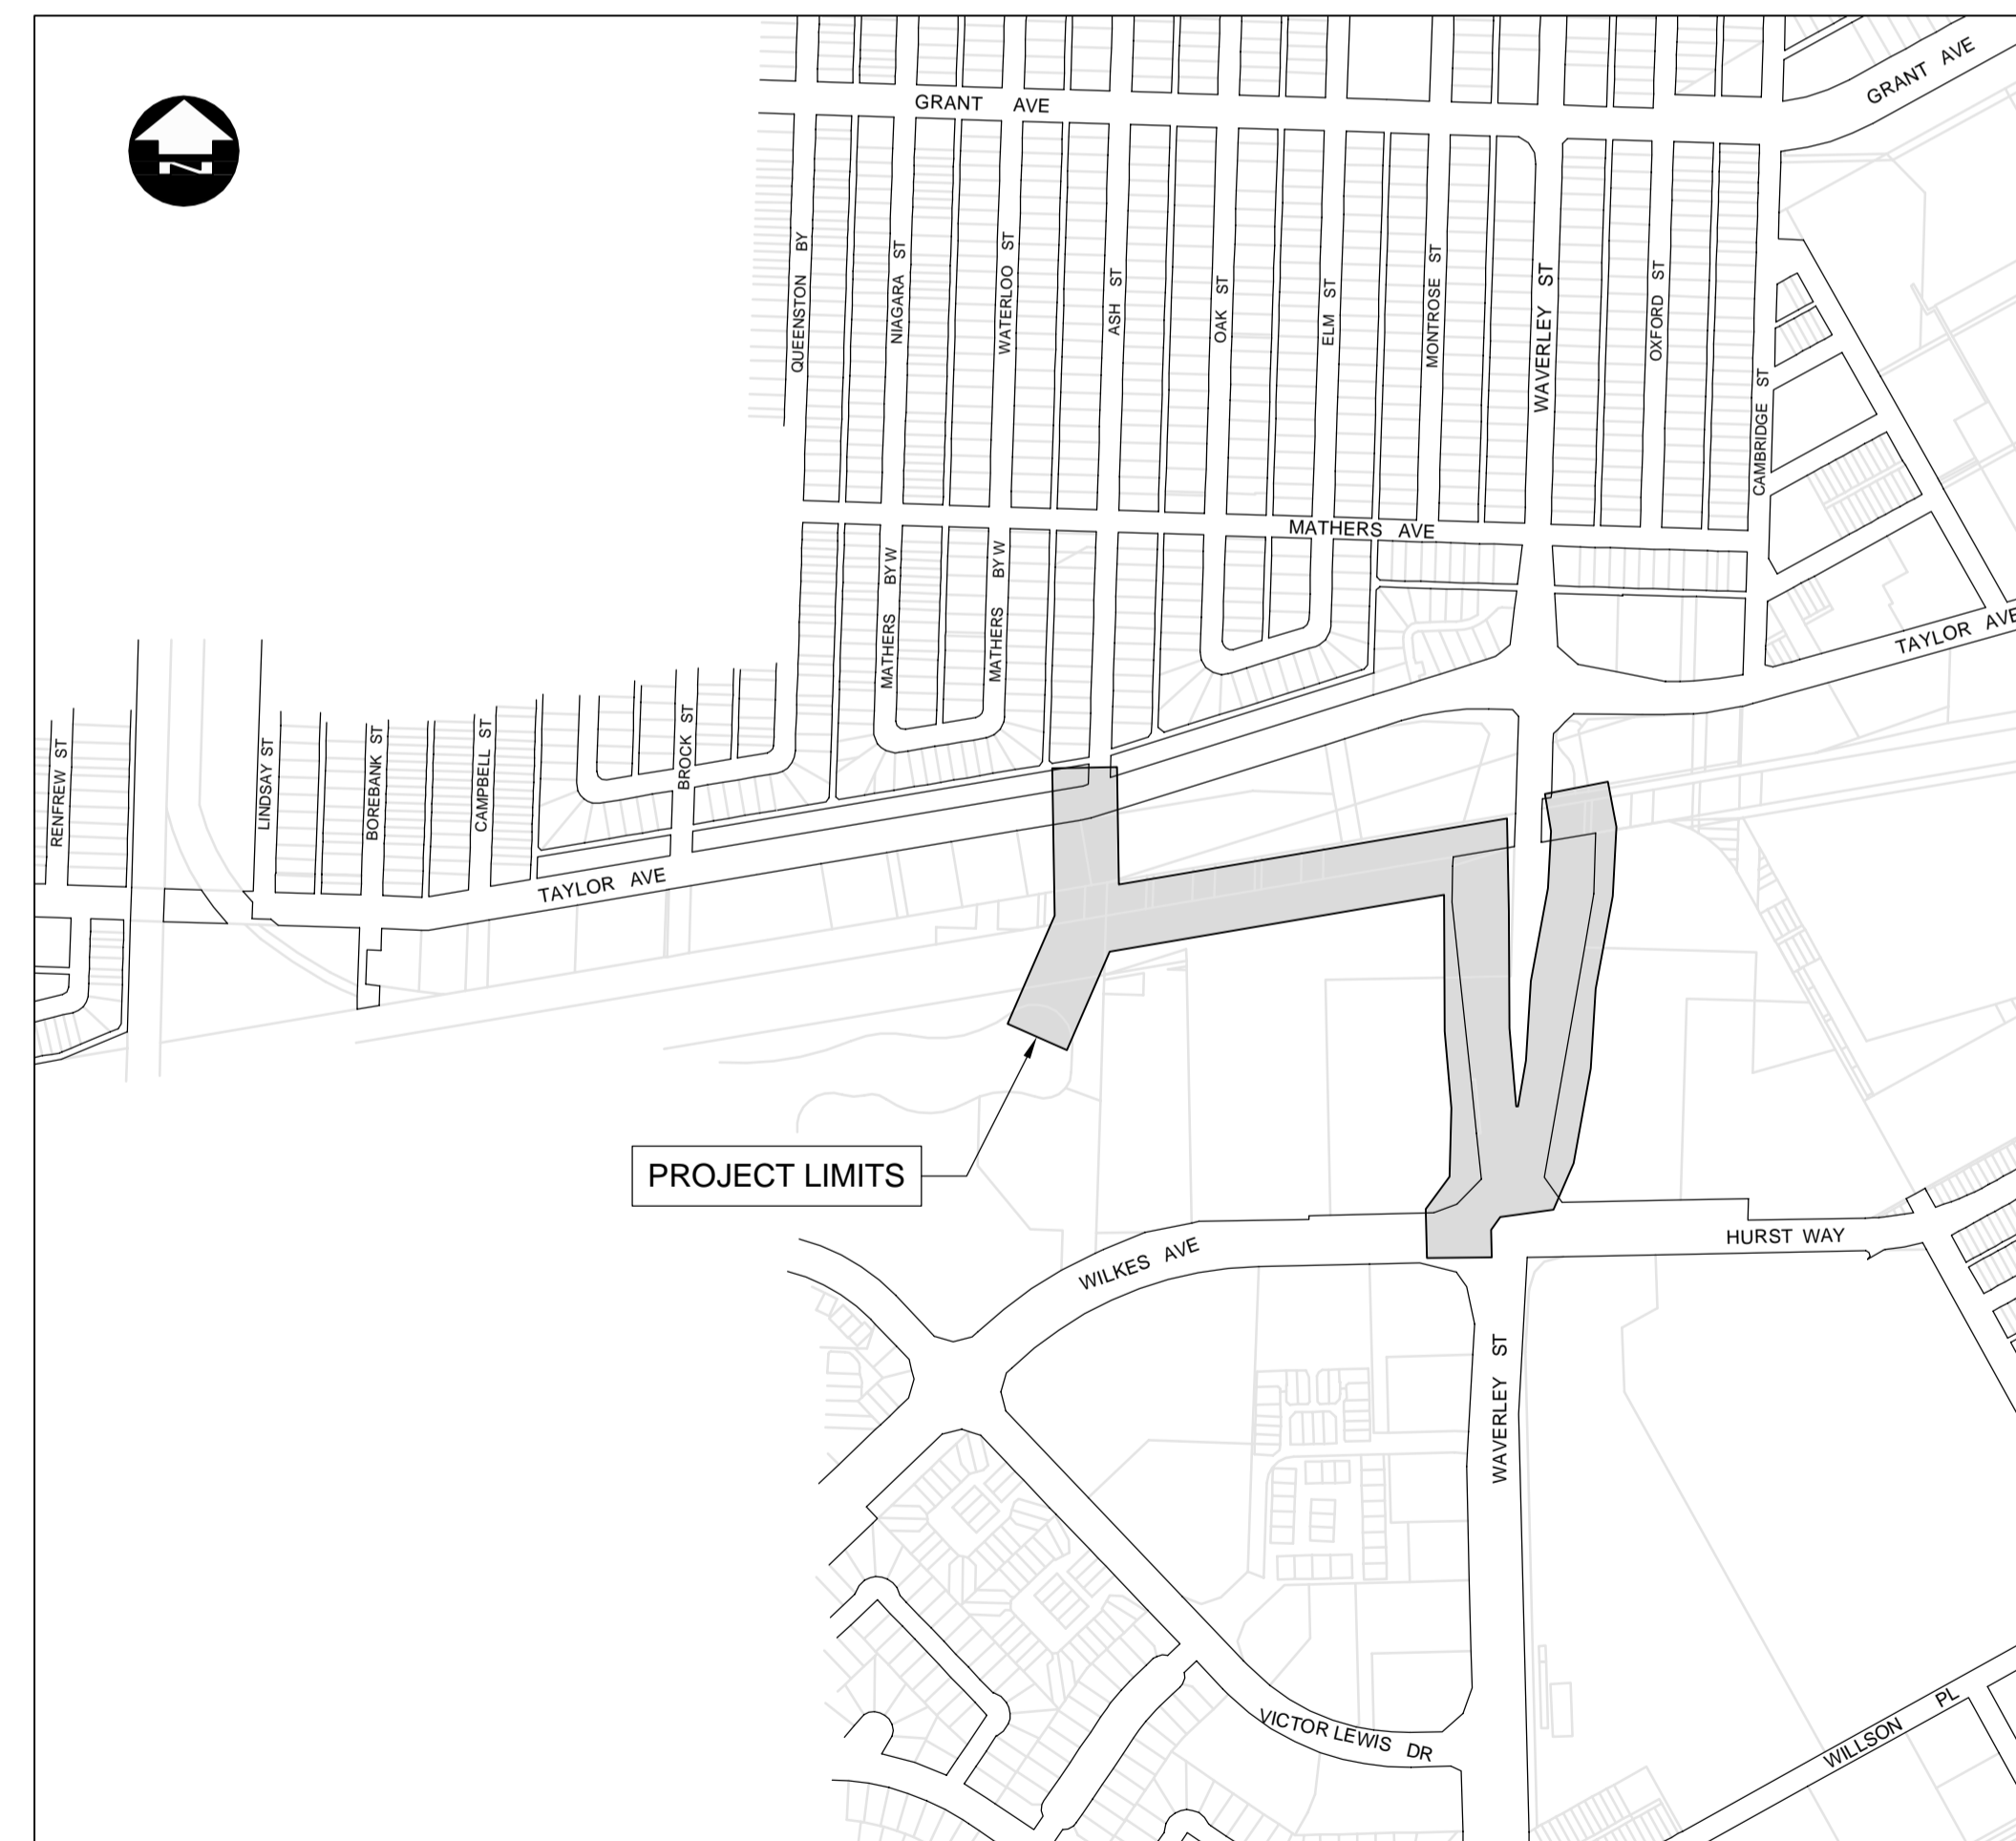 GRANT AVE
GRANT AVE
N
QUEENSTON BY
NIAGARA ST
WATERLOO ST
ASH ST
OAK ST
ELM ST
MONTROSE ST
WAVERLEY ST
OXFORD ST
CAMBRIDGE ST
MATHERS AVE
MATHERS BY W
MATHERS BY W
TAYLOR AVE
RENFREW ST
LINDSAY ST
BOREBANK ST
CAMPBELL ST
BROCK ST
TAYLOR AVE
PROJECT LIMITS
WILKES AVE
HURST WAY
WAVERLEY ST
VICTOR LEWIS DR
WILLSON PL